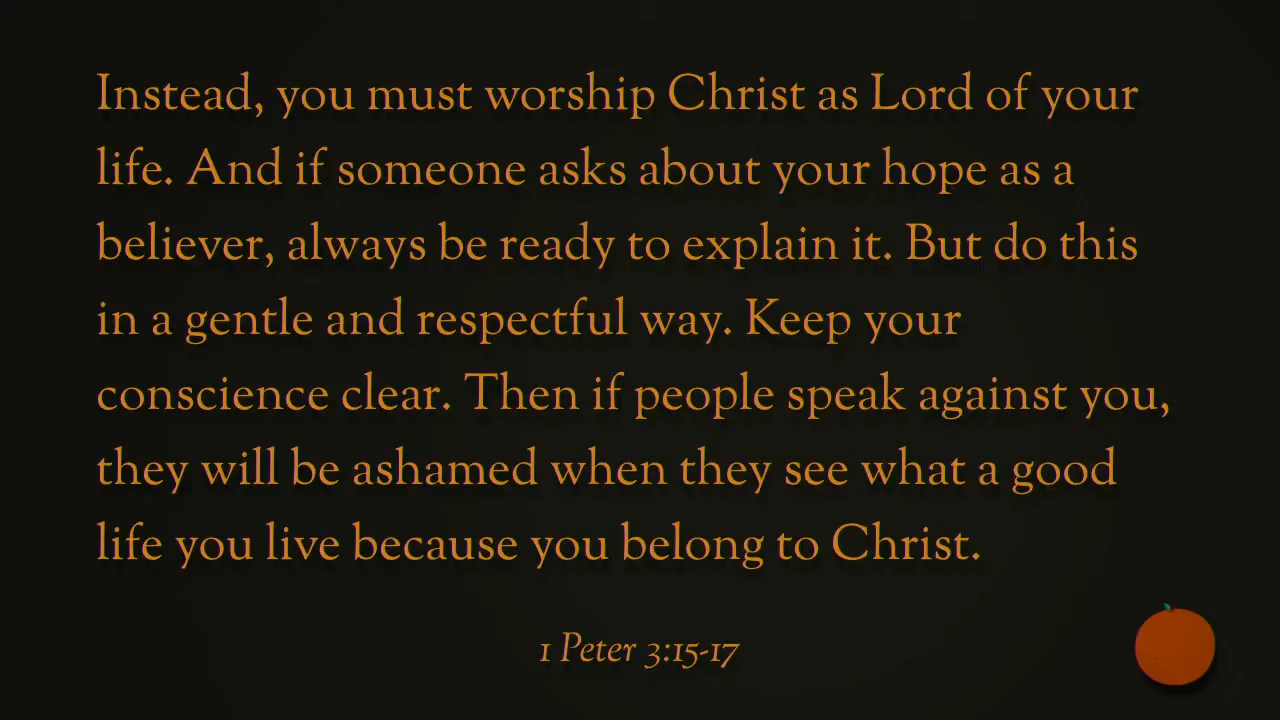 Instead, you must worship Christ as Lord of your
life. And if someone asks about your hope as a
believer, always be ready to explain it. But do this
in a gentle and respectful way. Keep your
conscience clear. Then if people speak against you,
they will be ashamed when they see what a good
life you live because you belong to Christ.
1 Peter 3:15-17